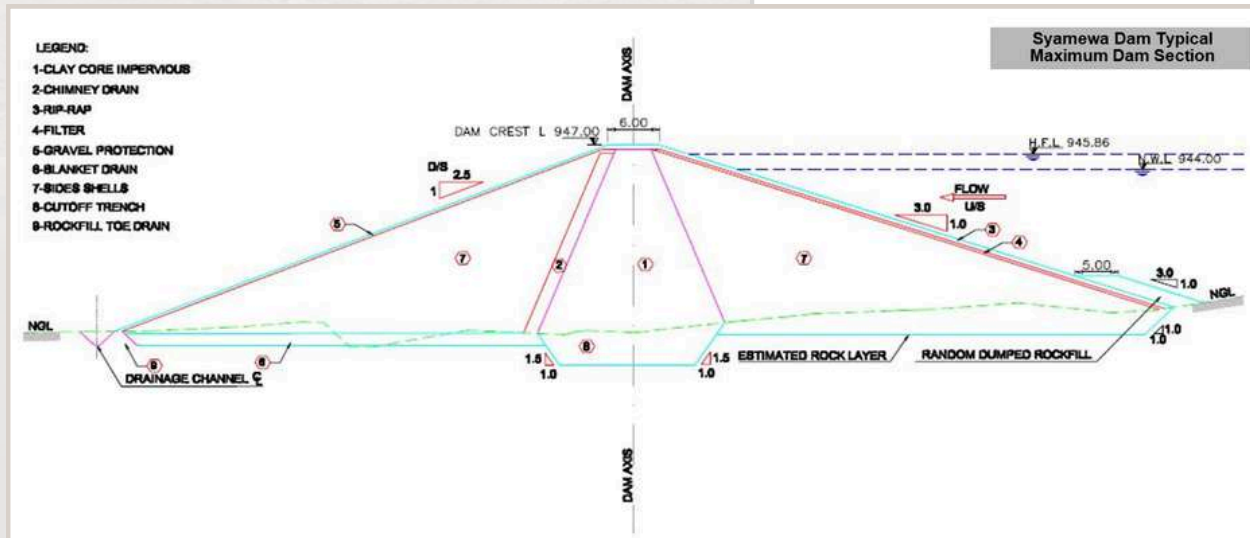 Syamewa Dam Typical
Maximum Dam Section
LEGEND:
1-CLAY CORE IMPERVIOUS
2-CHIMNEY DRAIN
3-RIP-RAP
4-FILTER
5-GRAVEL PROTECTION
6-BLANKET DRAIN
7-SIDES SHELLS
8-CUTOFF TRENCH
9-ROCKFILL TOE DRAIN
DAM AXIS
DAM CREST L 947.00
6.00
H.F.L 945.86
N.W.L 944.00
D/S
2.5
1
FLOW
U/S
3.0
1.0
3
4
5
7
2
1
7
5.00
3.0
1.0
NGL
NGL
8
9
6
1.5
1.0
1.5
1.0
ESTIMATED ROCK LAYER
RANDOM DUMPED ROCKFILL
1.0
1.0
DRAINAGE CHANNEL ℄
DAM AXIS